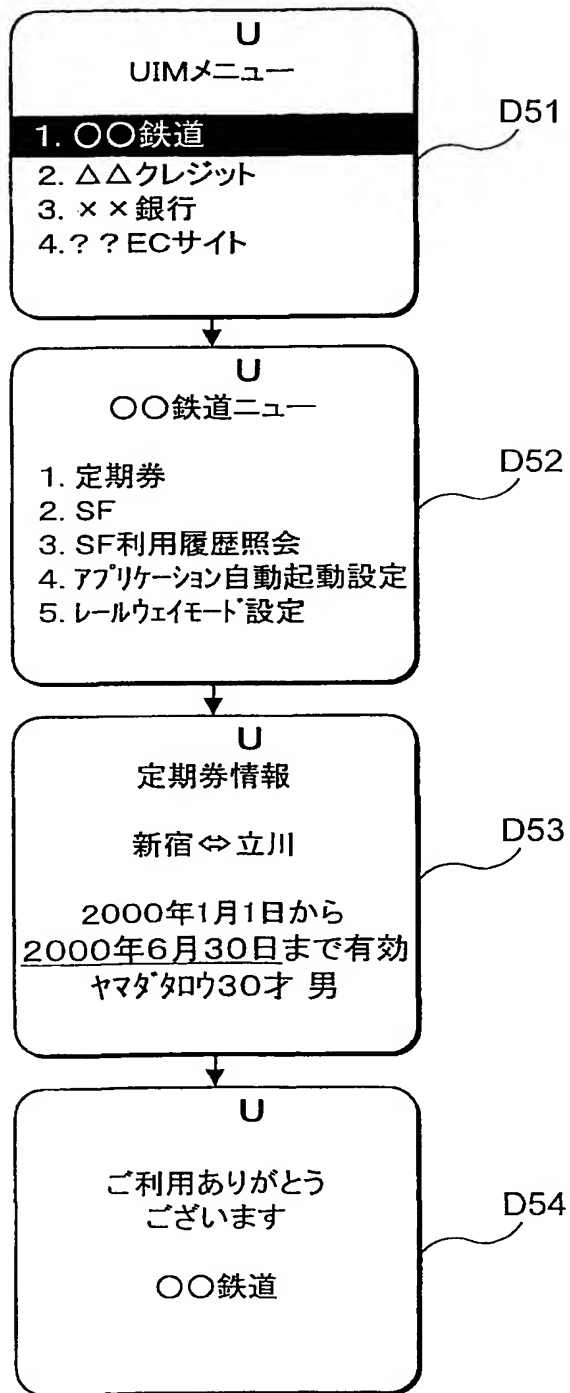 U
UIMメニュー
1. 〇〇鉄道
2. △△クレジット
3. ××銀行
4.??ECサイト
D51
U
〇〇鉄道ニュー
1. 定期券
2. SF
3. SF利用履歴照会
4. アプリケーション自動起動設定
5. レールウェイモード設定
D52
U
定期券情報
新宿⇔立川
2000年1月1日から
2000年6月30日まで有効
ヤマダタロウ30才 男
D53
U
ご利用ありがとう
ございます
〇〇鉄道
D54